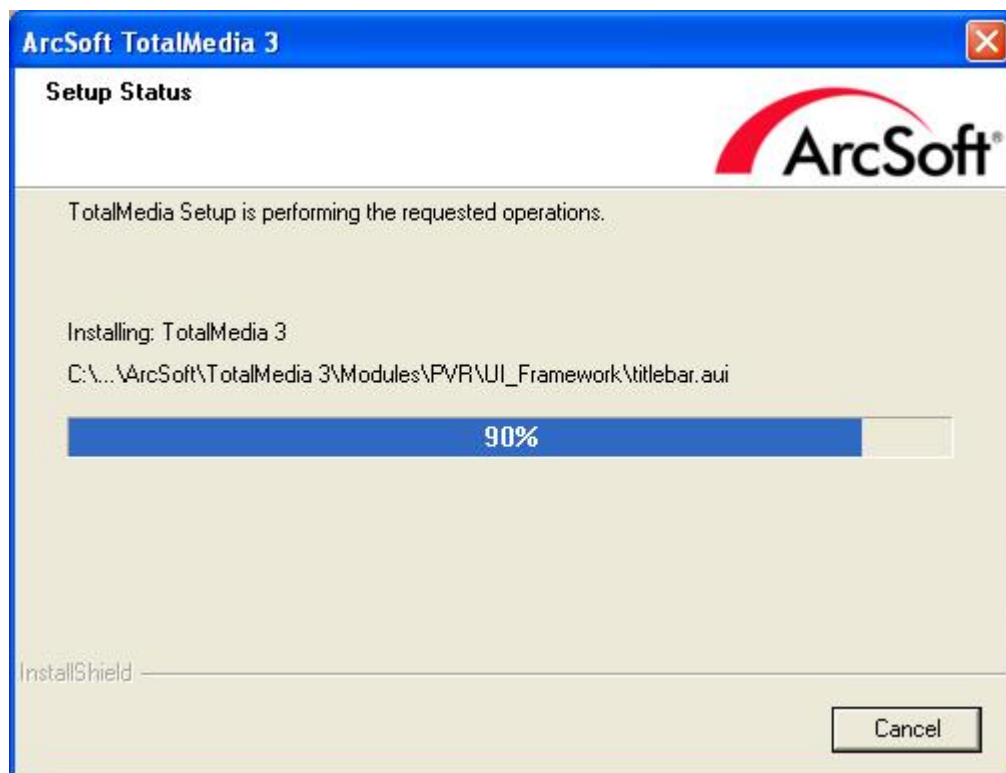 ArcSoft TotalMedia 3
Setup Status
ArcSoft®
TotalMedia Setup is performing the requested operations.
Installing: TotalMedia 3
C:\...\ArcSoft\TotalMedia 3\Modules\PVR\UI_Framework\titlebar.aui
90%
InstallShield
Cancel